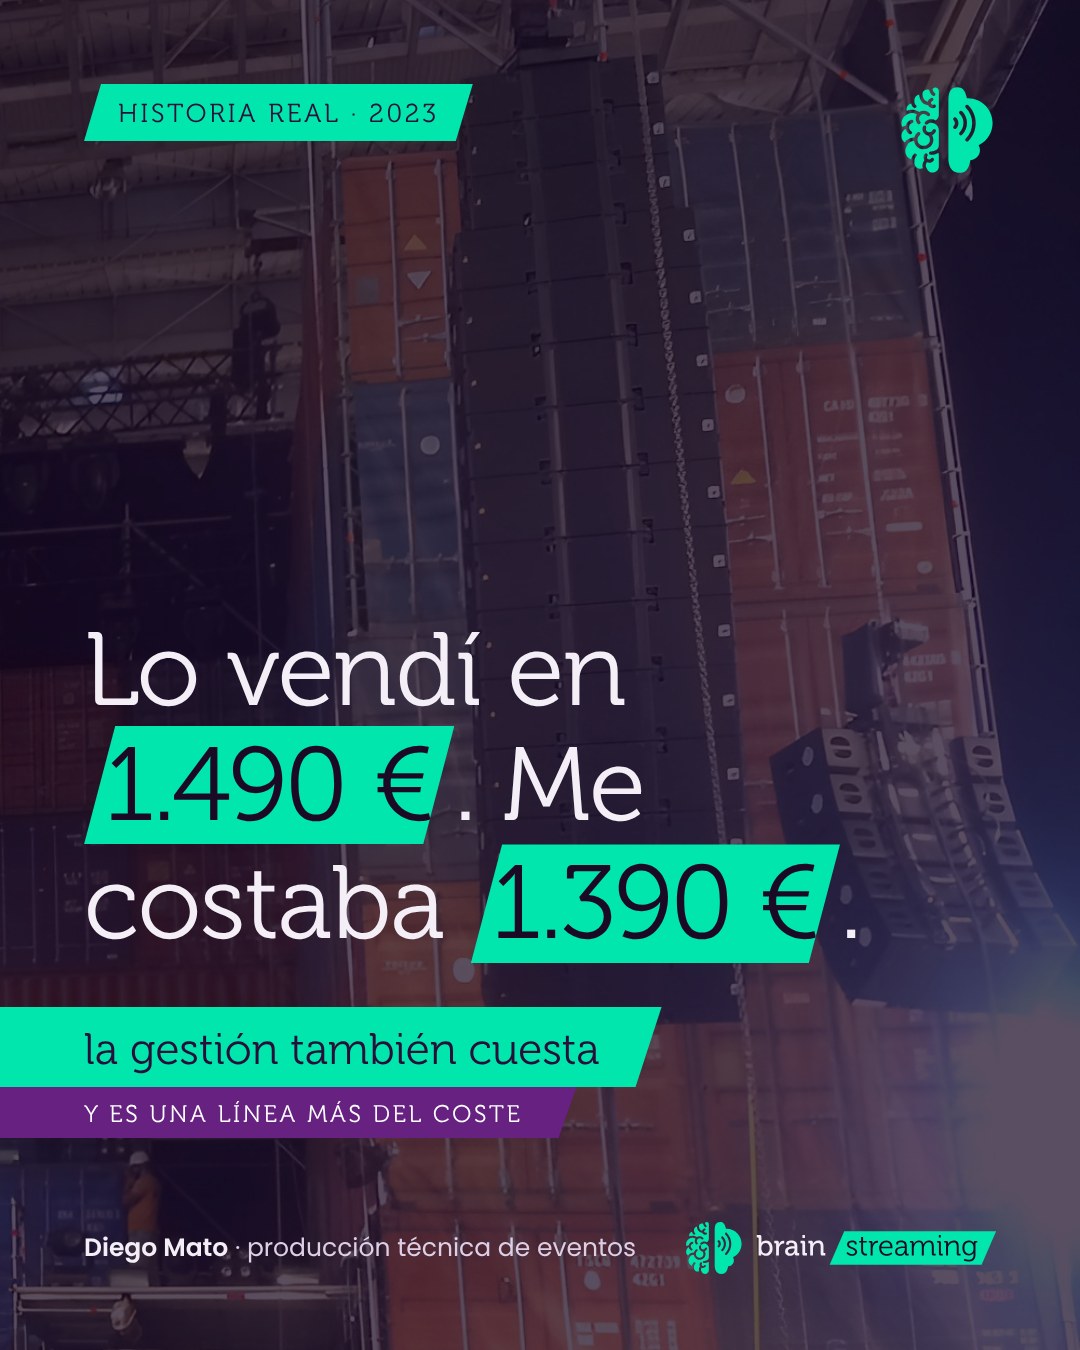 HISTORIA REAL · 2023
Lo vendí en
1.490 €. Me
costaba 1.390 €.
la gestión también cuesta
Y ES UNA LÍNEA MÁS DEL COSTE
Diego Mato · producción técnica de eventos
brain streaming